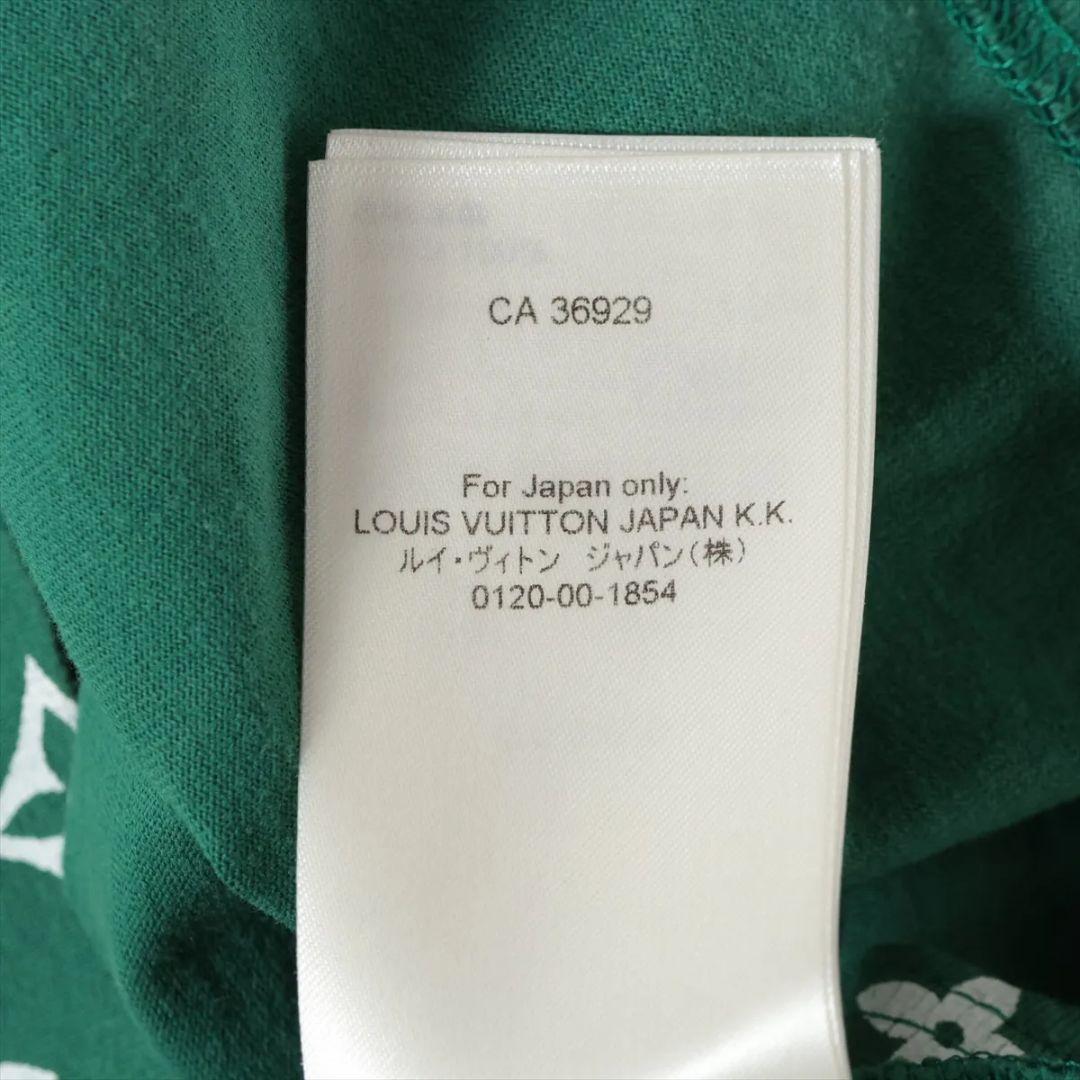 CA 36929
For Japan only:
LOUIS VUITTON JAPAN K.K.
ルイ・ヴィトン ジャパン(株)
0120-00-1854